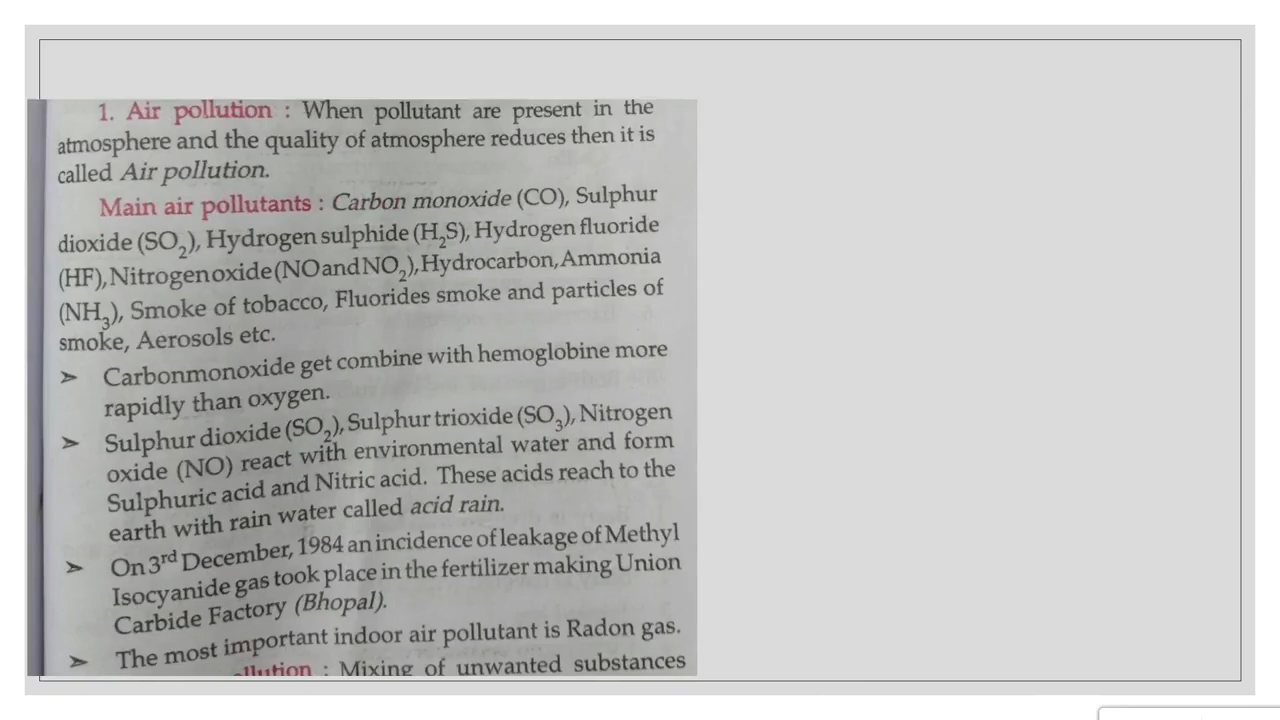 1. Air pollution : When pollutant are present in the
atmosphere and the quality of atmosphere reduces then it is
called Air pollution.
Main air pollutants : Carbon monoxide (CO), Sulphur
dioxide (SO₂), Hydrogen sulphide (H₂S), Hydrogen fluoride
(HF), Nitrogen oxide (NO and NO₂), Hydrocarbon, Ammonia
(NH₃), Smoke of tobacco, Fluorides smoke and particles of
smoke, Aerosols etc.
➢ Carbonmonoxide get combine with hemoglobine more
rapidly than oxygen.
➢ Sulphur dioxide (SO₂), Sulphur trioxide (SO₃), Nitrogen
oxide (NO) react with environmental water and form
Sulphuric acid and Nitric acid. These acids reach to the
earth with rain water called acid rain.
➢ On 3rd December, 1984 an incidence of leakage of Methyl
Isocyanide gas took place in the fertilizer making Union
Carbide Factory (Bhopal).
➢ The most important indoor air pollutant is Radon gas.
: Mixing of unwanted substances